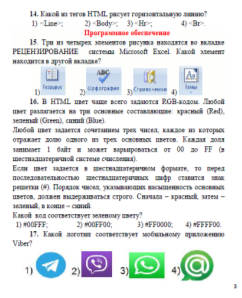 14. Какой из тегов HTML рисует горизонтальную линию?
1) <Line>; 2) <Body>; 3) <Hr>; 4) <Br>.
Программное обеспечение
15. Три из четырех элементов рисунка находятся во вкладке
РЕЦЕНЗИРОВАНИЕ системы Microsoft Excel. Какой элемент
находится в другой вкладке?
1) 2) Орфография 3) Справочники 4) Темы
16. В HTML цвет чаще всего задаются RGB-кодом. Любой
цвет разлагается на три основные составляющие: красный (Red),
зеленый (Green), синий (Blue).
Любой цвет задается сочетанием трех чисел, каждое из которых
отражает долю одного из трех основных цветов. Каждая доля
занимает 1 байт и может варьироваться от 00 до FF (в
шестнадцатеричной системе счисления).
Если цвет задается в шестнадцатеричном формате, то перед
последовательностью шестнадцатеричных цифр ставится знак
решетки (#). Порядок чисел, указывающих насыщенность основных
цветов, должен выдерживаться строго. Сначала – красный, затем –
зеленый, в конце – синий.
Какой код соответствует зеленому цвету?
1) #00FFF; 2) #00FF00; 3) #FF0000; 4) #FFFF00.
17. Какой логотип соответствует мобильному приложению
Viber?
1) 2) 3) 4)
3